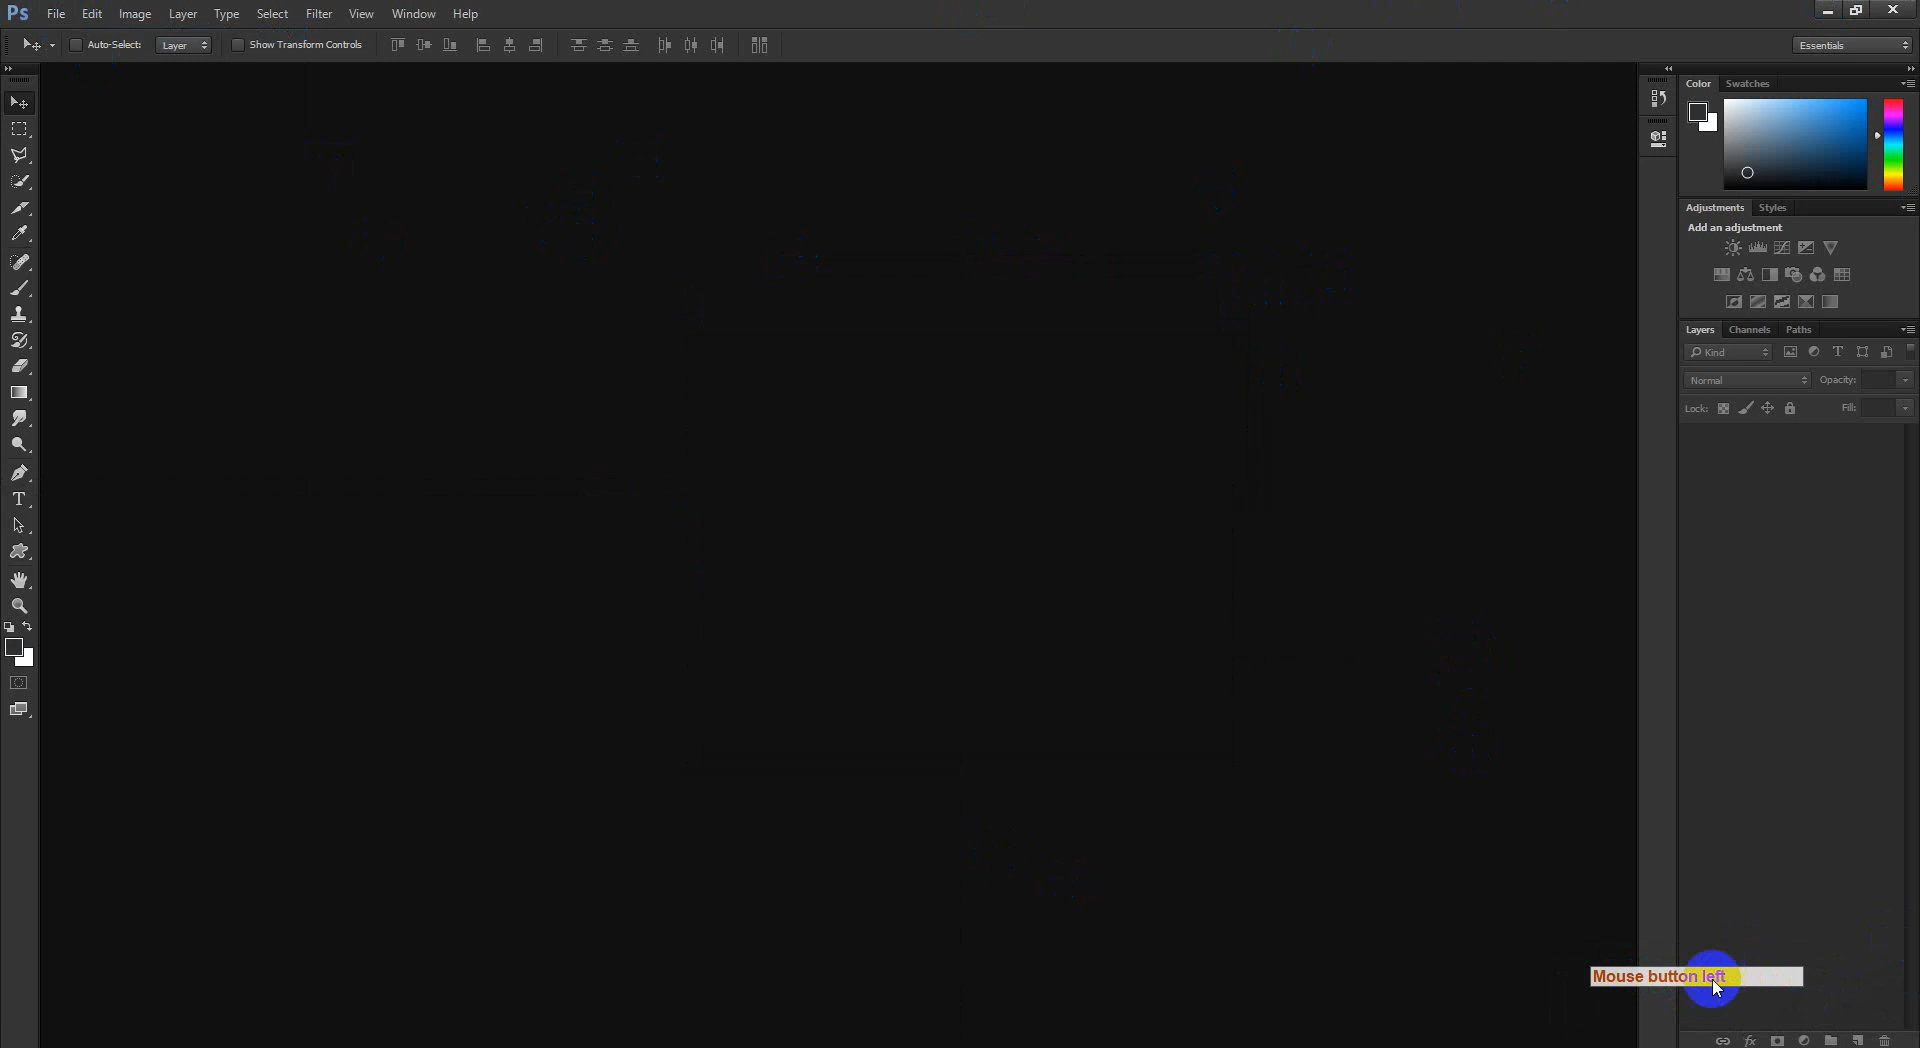 Ps File Edit Image Layer Type Select Filter View Window Help
Auto-Select: Layer Show Transform Controls Essentials
Color Swatches
Adjustments Styles
Add an adjustment
Layers Channels Paths
Kind T
Normal Opacity:
Lock: Fill:
T
Mouse button left
fx